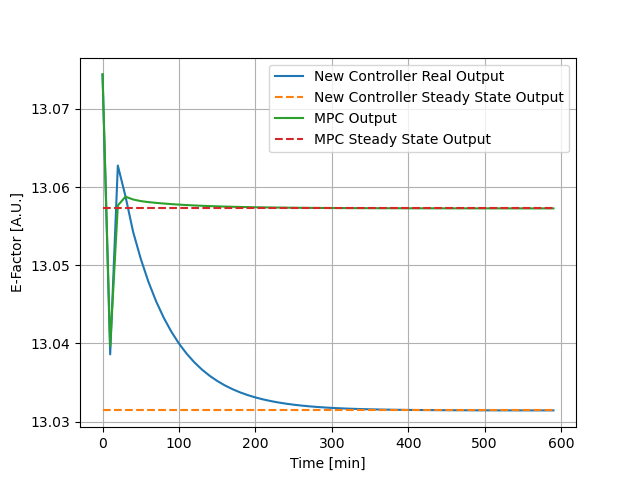 New Controller Real Output
New Controller Steady State Output
MPC Output
MPC Steady State Output
13.07
13.06
13.05
13.04
13.03
E-Factor [A.U.]
0 100 200 300 400 500 600
Time [min]